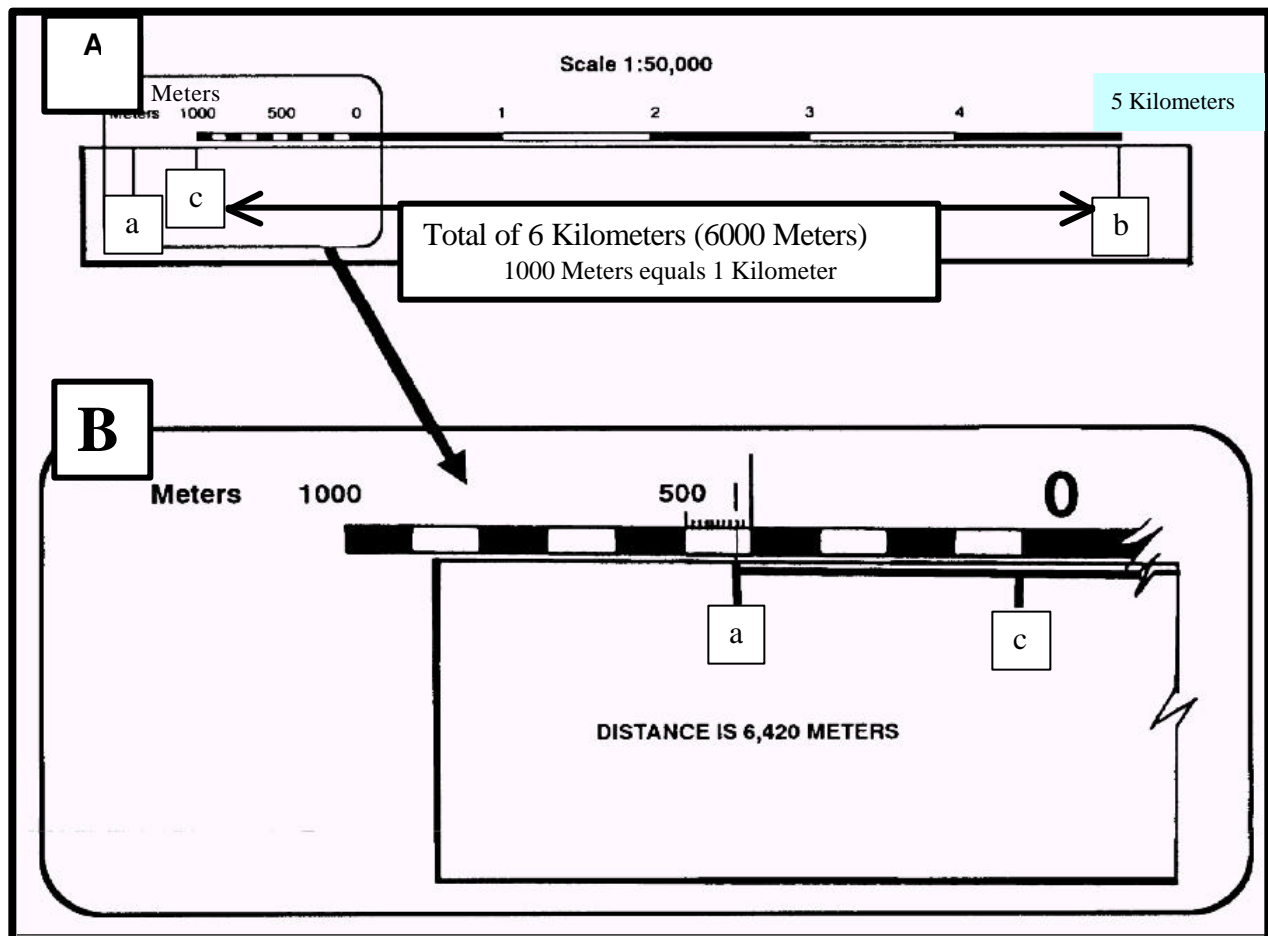 A
Scale 1:50,000
Meters
1000 500 0 1 2 3 4 5 Kilometers
a c b
Total of 6 Kilometers (6000 Meters)
1000 Meters equals 1 Kilometer
B
Meters 1000 500 0
a c
DISTANCE IS 6,420 METERS